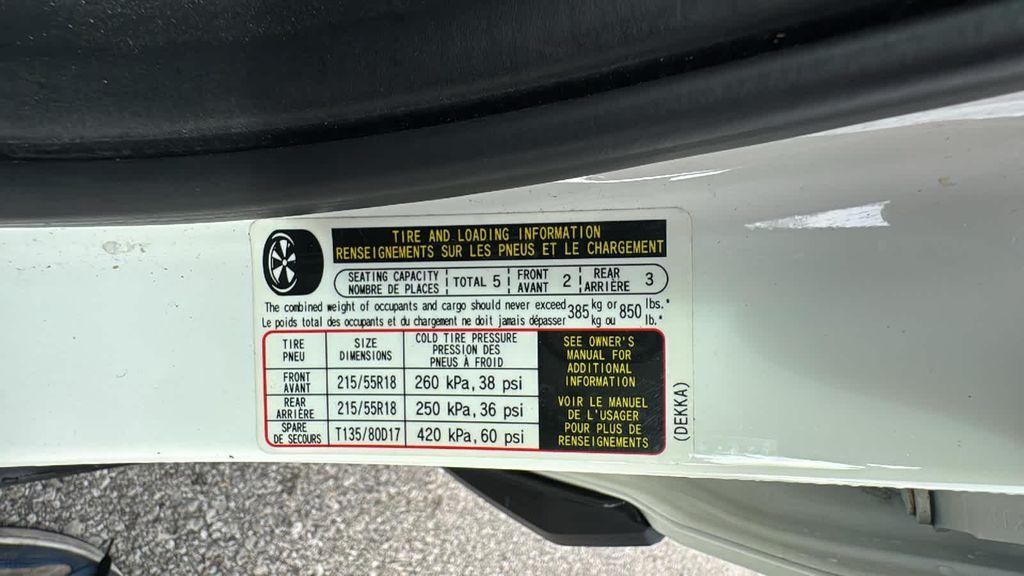 TIRE AND LOADING INFORMATION
RENSEIGNEMENTS SUR LES PNEUS ET LE CHARGEMENT
SEATING CAPACITY
NOMBRE DE PLACES
TOTAL 5
FRONT
AVANT
2
REAR
ARRIÈRE
3
The combined weight of occupants and cargo should never exceed 385 kg or 850 lbs.*
Le poids total des occupants et du chargement ne doit jamais dépasser kg ou lb.*
TIRE
PNEU
SIZE
DIMENSIONS
COLD TIRE PRESSURE
PRESSION DES
PNEUS À FROID
FRONT
AVANT
215/55R18
260 kPa, 38 psi
REAR
ARRIÈRE
215/55R18
250 kPa, 36 psi
SPARE
DE SECOURS
T135/80D17
420 kPa, 60 psi
SEE OWNER'S
MANUAL FOR
ADDITIONAL
INFORMATION
VOIR LE MANUEL
DE L'USAGER
POUR PLUS DE
RENSEIGNEMENTS
(DEKKA)